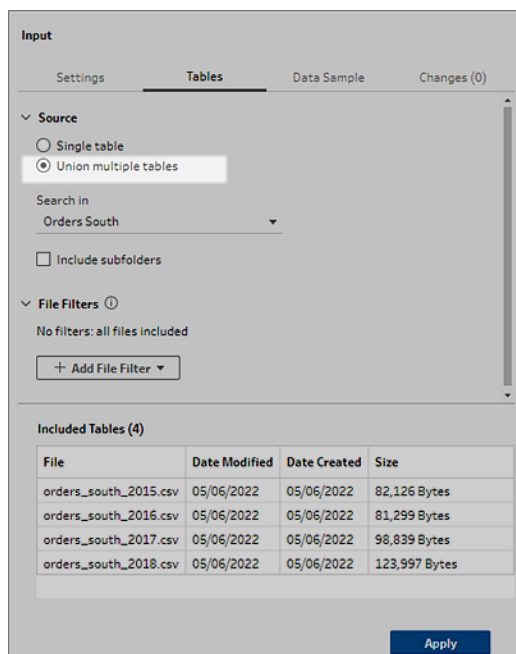 Input
Settings Tables Data Sample Changes (0)
Source
Single table
Union multiple tables
Search in
Orders South
Include subfolders
File Filters
No filters: all files included
+ Add File Filter
Included Tables (4)
File Date Modified Date Created Size
orders_south_2015.csv 05/06/2022 05/06/2022 82,126 Bytes
orders_south_2016.csv 05/06/2022 05/06/2022 81,299 Bytes
orders_south_2017.csv 05/06/2022 05/06/2022 98,839 Bytes
orders_south_2018.csv 05/06/2022 05/06/2022 123,997 Bytes
Apply